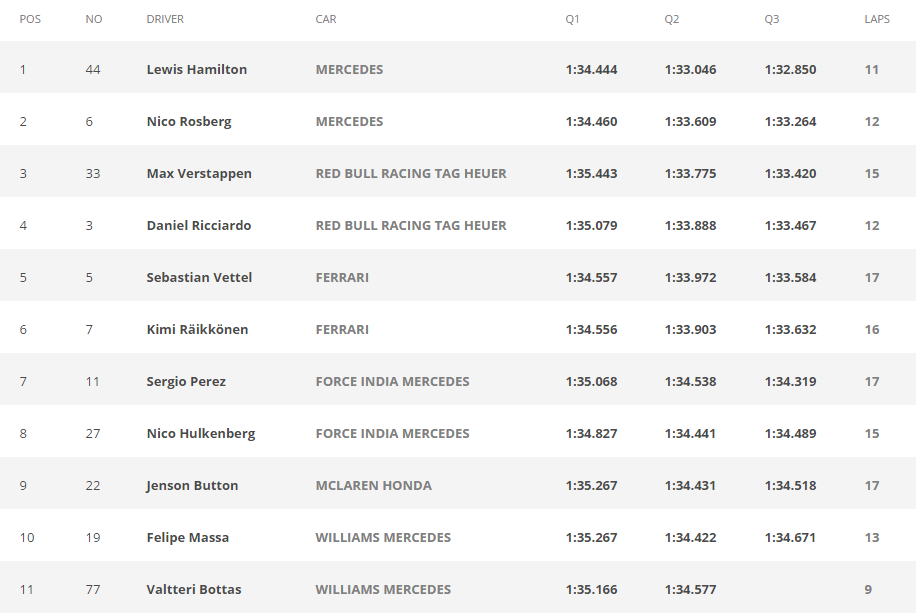 POS NO DRIVER CAR Q1 Q2 Q3 LAPS
1 44 Lewis Hamilton MERCEDES 1:34.444 1:33.046 1:32.850 11
2 6 Nico Rosberg MERCEDES 1:34.460 1:33.609 1:33.264 12
3 33 Max Verstappen RED BULL RACING TAG HEUER 1:35.443 1:33.775 1:33.420 15
4 3 Daniel Ricciardo RED BULL RACING TAG HEUER 1:35.079 1:33.888 1:33.467 12
5 5 Sebastian Vettel FERRARI 1:34.557 1:33.972 1:33.584 17
6 7 Kimi Räikkönen FERRARI 1:34.556 1:33.903 1:33.632 16
7 11 Sergio Perez FORCE INDIA MERCEDES 1:35.068 1:34.538 1:34.319 17
8 27 Nico Hulkenberg FORCE INDIA MERCEDES 1:34.827 1:34.441 1:34.489 15
9 22 Jenson Button MCLAREN HONDA 1:35.267 1:34.431 1:34.518 17
10 19 Felipe Massa WILLIAMS MERCEDES 1:35.267 1:34.422 1:34.671 13
11 77 Valtteri Bottas WILLIAMS MERCEDES 1:35.166 1:34.577 9